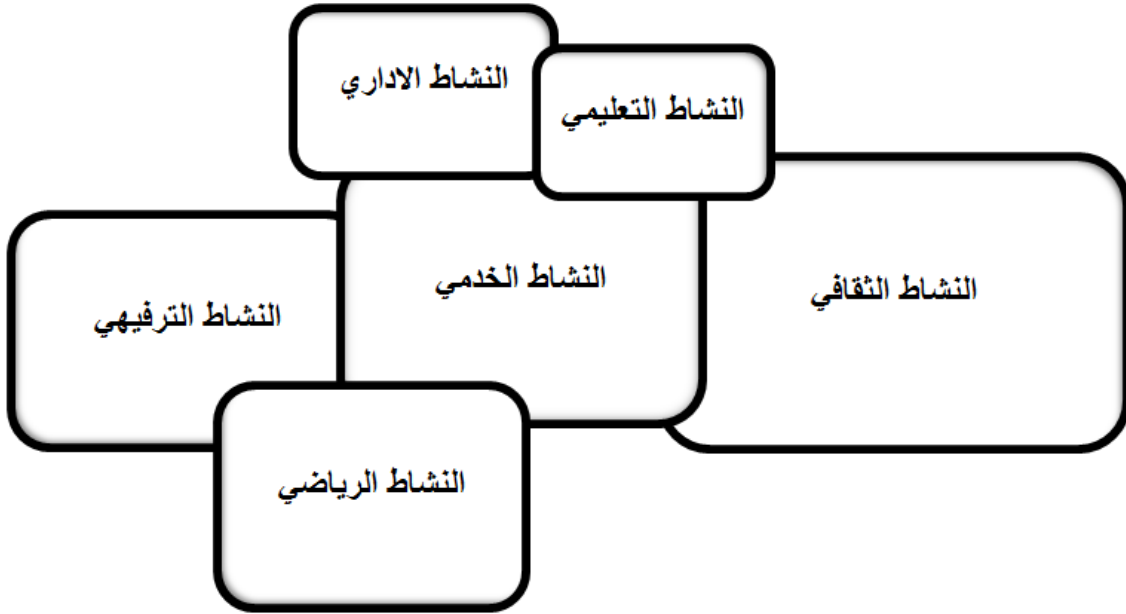 النشاط الاداري
النشاط التعليمي
النشاط الثقافي
النشاط الخدمي
النشاط الترفيهي
النشاط الرياضي